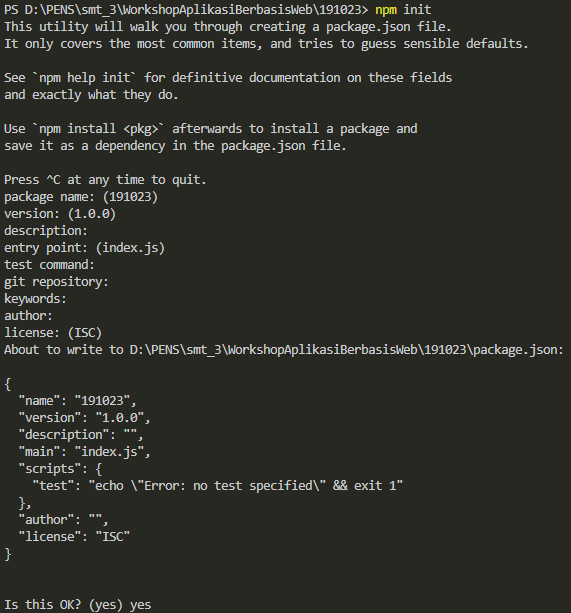 PS D:\PENS\smt_3\WorkshopAplikasiBerbasisWeb\191023> npm init
This utility will walk you through creating a package.json file.
It only covers the most common items, and tries to guess sensible defaults.

See `npm help init` for definitive documentation on these fields
and exactly what they do.

Use `npm install <pkg>` afterwards to install a package and
save it as a dependency in the package.json file.

Press ^C at any time to quit.
package name: (191023)
version: (1.0.0)
description:
entry point: (index.js)
test command:
git repository:
keywords:
author:
license: (ISC)
About to write to D:\PENS\smt_3\WorkshopAplikasiBerbasisWeb\191023\package.json:

{
  "name": "191023",
  "version": "1.0.0",
  "description": "",
  "main": "index.js",
  "scripts": {
    "test": "echo \"Error: no test specified\" && exit 1"
  },
  "author": "",
  "license": "ISC"
}


Is this OK? (yes) yes